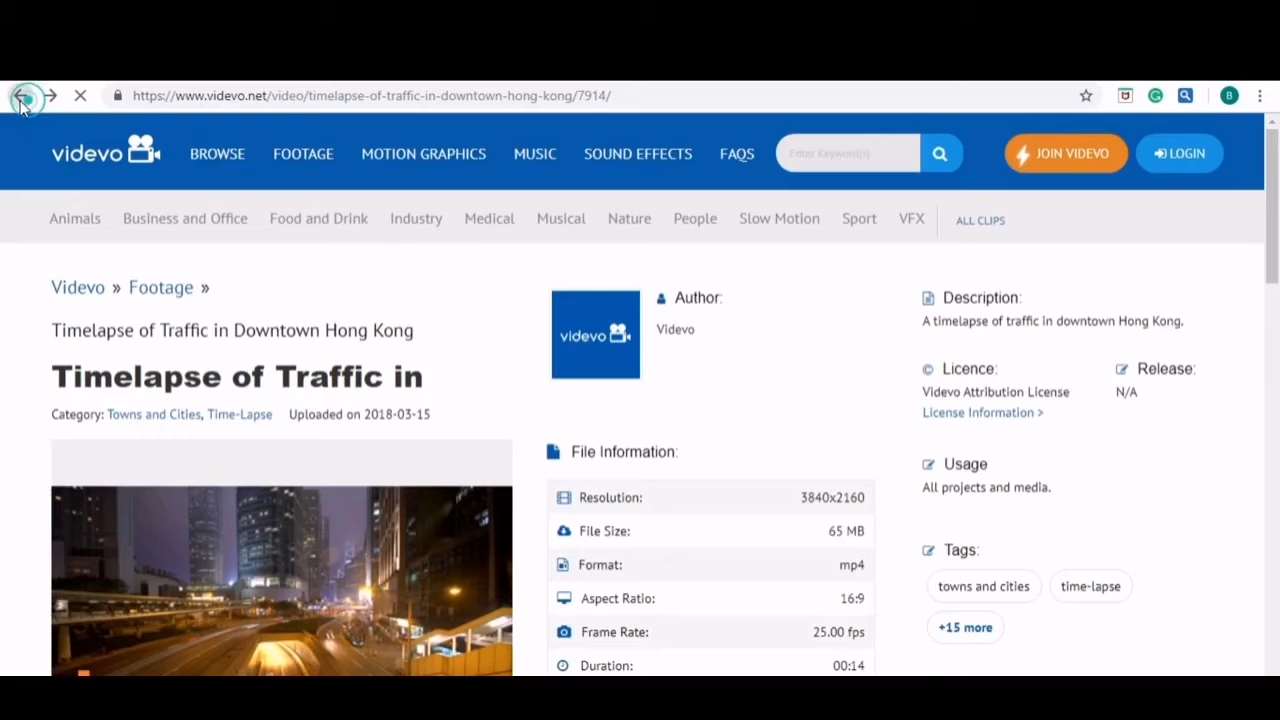 https://www.videvo.net/video/timelapse-of-traffic-in-downtown-hong-kong/7914/
B
videvo BROWSE FOOTAGE MOTION GRAPHICS MUSIC SOUND EFFECTS FAQS Enter Keyword(s) JOIN VIDEVO LOGIN
Animals Business and Office Food and Drink Industry Medical Musical Nature People Slow Motion Sport VFX ALL CLIPS
Videvo » Footage »
Timelapse of Traffic in Downtown Hong Kong
Timelapse of Traffic in
Category: Towns and Cities, Time-Lapse Uploaded on 2018-03-15
videvo
Author:
Videvo
File Information:
Resolution: 3840x2160
File Size: 65 MB
Format: mp4
Aspect Ratio: 16:9
Frame Rate: 25.00 fps
Duration: 00:14
Description:
A timelapse of traffic in downtown Hong Kong.
Licence:
Videvo Attribution License
License Information >
Release:
N/A
Usage
All projects and media.
Tags:
towns and cities time-lapse
+15 more